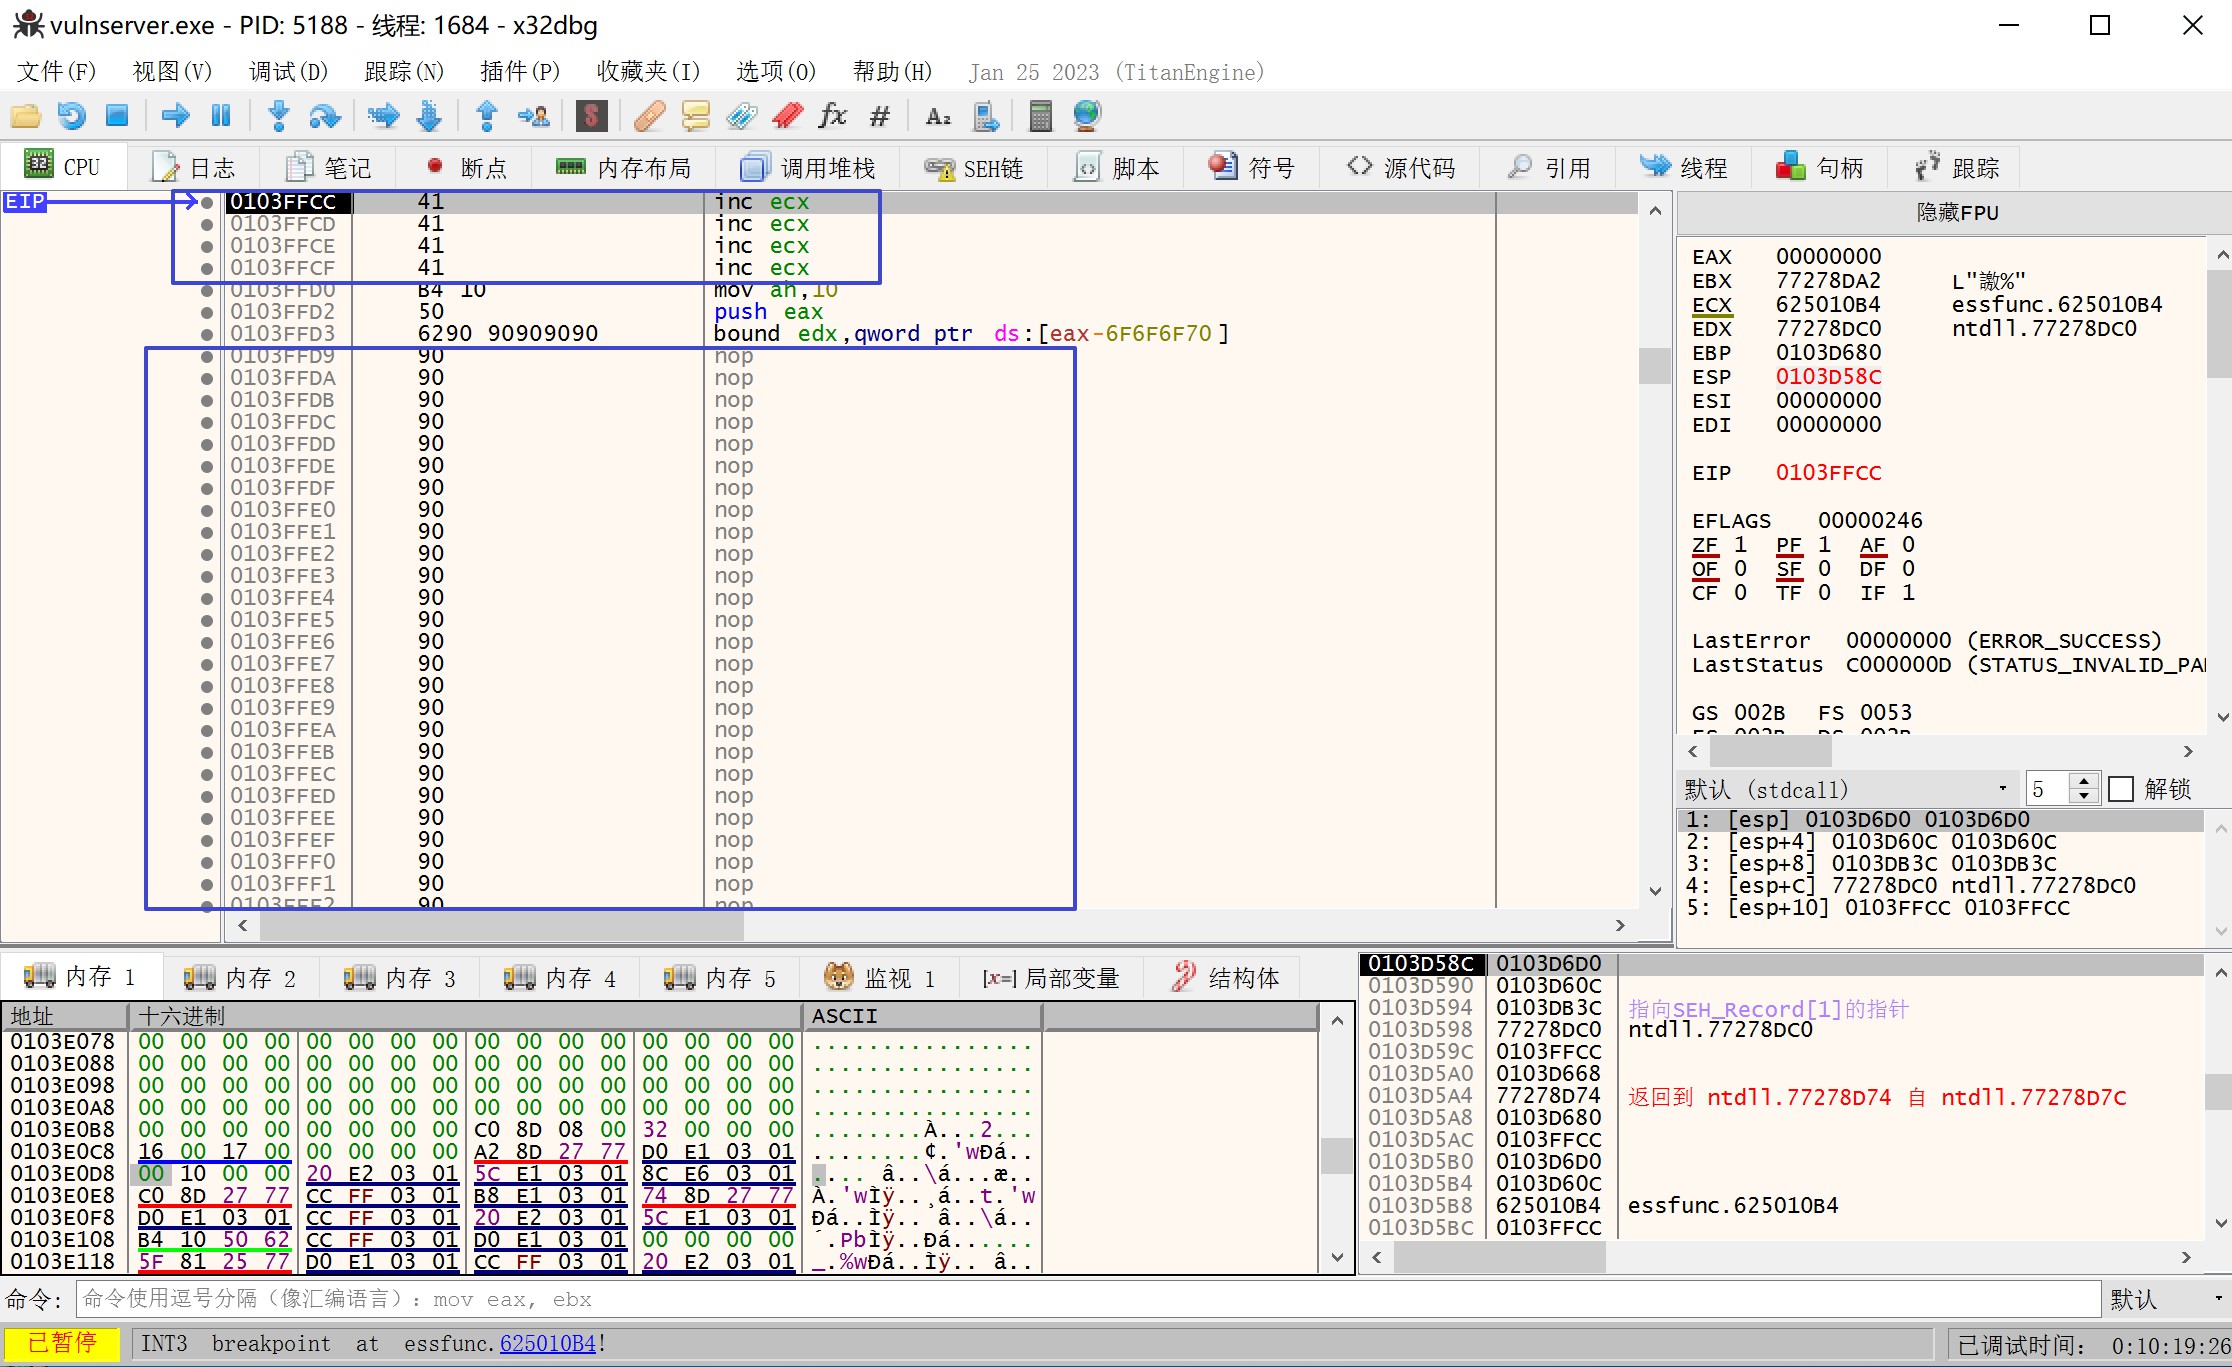 vulnserver.exe - PID: 5188 - 线程: 1684 - x32dbg
文件(F) 视图(V) 调试(D) 跟踪(N) 插件(P) 收藏夹(I) 选项(O) 帮助(H) Jan 25 2023 (TitanEngine)
CPU 日志 笔记 断点 内存布局 调用堆栈 SEH链 脚本 符号 源代码 引用 线程 句柄 跟踪
EIP 0103FFCC 41 inc ecx
0103FFCD 41 inc ecx
0103FFCE 41 inc ecx
0103FFCF 41 inc ecx
0103FFD0 B4 10 mov ah,10
0103FFD2 50 push eax
0103FFD3 6290 90909090 bound edx,qword ptr ds:[eax-6F6F6F70]
0103FFD9 90 nop
0103FFDA 90 nop
0103FFDB 90 nop
0103FFDC 90 nop
0103FFDD 90 nop
0103FFDE 90 nop
0103FFDF 90 nop
0103FFE0 90 nop
0103FFE1 90 nop
0103FFE2 90 nop
0103FFE3 90 nop
0103FFE4 90 nop
0103FFE5 90 nop
0103FFE6 90 nop
0103FFE7 90 nop
0103FFE8 90 nop
0103FFE9 90 nop
0103FFEA 90 nop
0103FFEB 90 nop
0103FFEC 90 nop
0103FFED 90 nop
0103FFEE 90 nop
0103FFEF 90 nop
0103FFF0 90 nop
0103FFF1 90 nop
0103FFF2 90 nop
隐藏FPU
EAX 00000000
EBX 77278DA2 L"譤%"
ECX 625010B4 essfunc.625010B4
EDX 77278DC0 ntdll.77278DC0
EBP 0103D680
ESP 0103D58C
ESI 00000000
EDI 00000000
EIP 0103FFCC
EFLAGS 00000246
ZF 1 PF 1 AF 0
OF 0 SF 0 DF 0
CF 0 TF 0 IF 1
LastError 00000000 (ERROR_SUCCESS)
LastStatus C000000D (STATUS_INVALID_PA
GS 002B FS 0053
默认 (stdcall) 5 解锁
1: [esp] 0103D6D0 0103D6D0
2: [esp+4] 0103D60C 0103D60C
3: [esp+8] 0103DB3C 0103DB3C
4: [esp+C] 77278DC0 ntdll.77278DC0
5: [esp+10] 0103FFCC 0103FFCC
内存 1 内存 2 内存 3 内存 4 内存 5 监视 1 [x=] 局部变量 结构体
地址 十六进制 ASCII
0103E078 00 00 00 00 00 00 00 00 00 00 00 00 00 00 00 00 ................
0103E088 00 00 00 00 00 00 00 00 00 00 00 00 00 00 00 00 ................
0103E098 00 00 00 00 00 00 00 00 00 00 00 00 00 00 00 00 ................
0103E0A8 00 00 00 00 00 00 00 00 00 00 00 00 00 00 00 00 ................
0103E0B8 00 00 00 00 00 00 00 00 C0 8D 08 00 32 00 00 00 ........À...2...
0103E0C8 16 00 17 00 00 00 00 00 A2 8D 27 77 D0 E1 03 01 ........¢.'wÐá..
0103E0D8 00 10 00 00 20 E2 03 01 5C E1 03 01 8C E6 03 01 .... â..\á...æ..
0103E0E8 C0 8D 27 77 CC FF 03 01 B8 E1 03 01 74 8D 27 77 À.'wÌÿ..¸á..t.'w
0103E0F8 D0 E1 03 01 CC FF 03 01 20 E2 03 01 5C E1 03 01 Ðá..Ìÿ.. â..\á..
0103E108 B4 10 50 62 CC FF 03 01 D0 E1 03 01 00 00 00 00 ´.PbÌÿ..Ðá......
0103E118 5F 81 25 77 D0 E1 03 01 CC FF 03 01 20 E2 03 01 _.%wÐá..Ìÿ.. â..
0103D58C 0103D6D0
0103D590 0103D60C
0103D594 0103DB3C 指向SEH_Record[1]的指针
0103D598 77278DC0 ntdll.77278DC0
0103D59C 0103FFCC
0103D5A0 0103D668
0103D5A4 77278D74 返回到 ntdll.77278D74 自 ntdll.77278D7C
0103D5A8 0103D680
0103D5AC 0103FFCC
0103D5B0 0103D6D0
0103D5B4 0103D60C
0103D5B8 625010B4 essfunc.625010B4
0103D5BC 0103FFCC
命令: 命令使用逗号分隔（像汇编语言）：mov eax, ebx 默认
已暂停 INT3 breakpoint at essfunc.625010B4! 已调试时间： 0:10:19:26